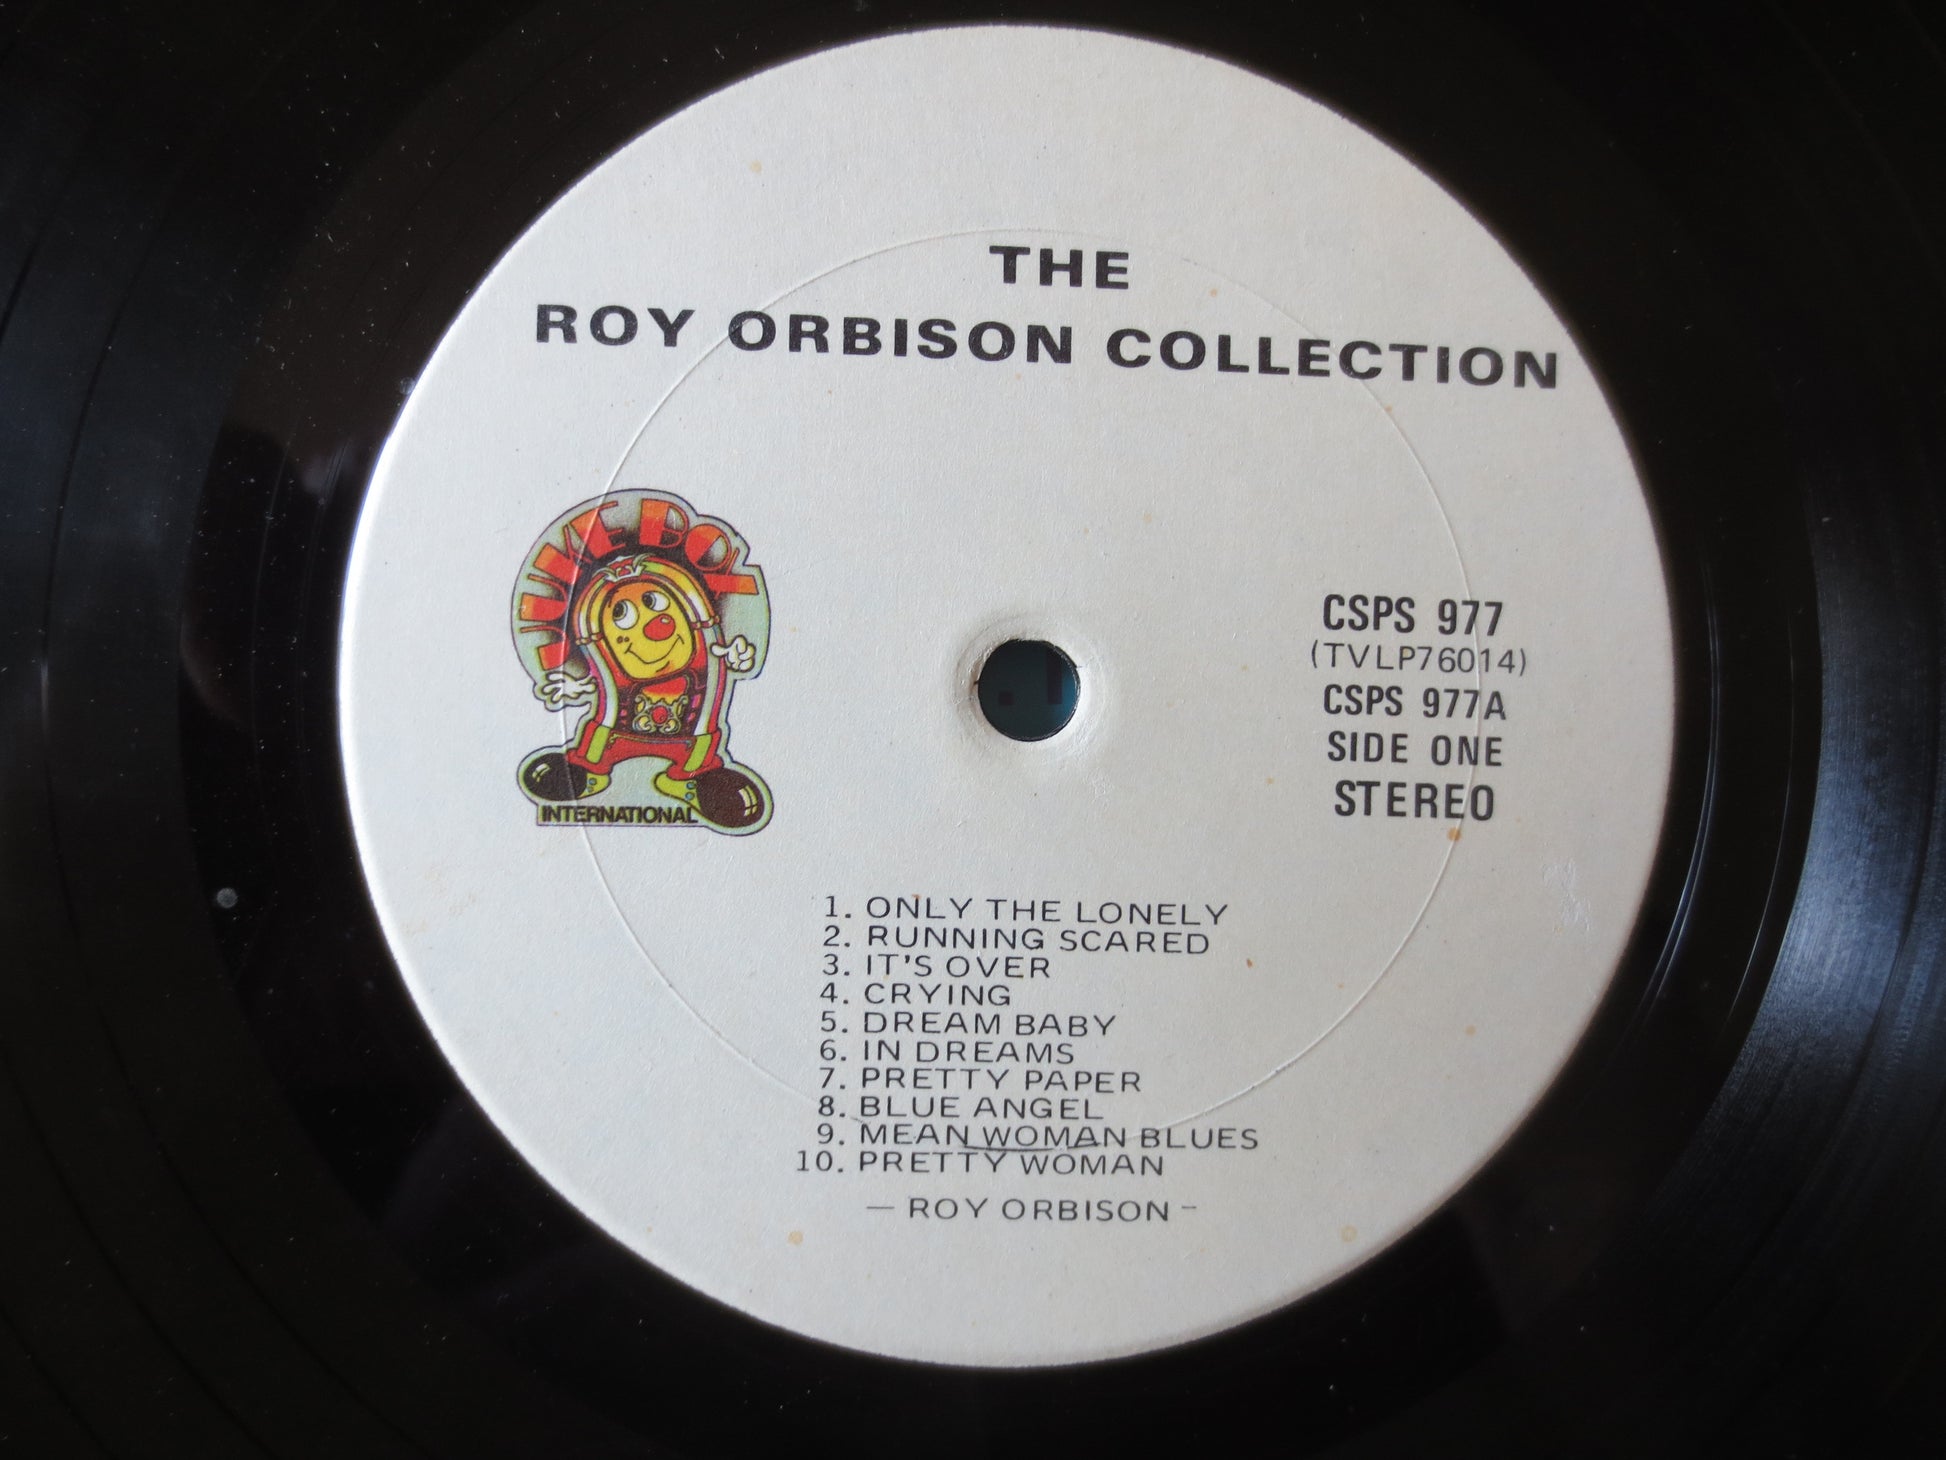 THE
ROY ORBISON COLLECTION
JUKE BOX
INTERNATIONAL
CSPS 977
(TVLP76014)
CSPS 977A
SIDE ONE
STEREO
1. ONLY THE LONELY
2. RUNNING SCARED
3. IT'S OVER
4. CRYING
5. DREAM BABY
6. IN DREAMS
7. PRETTY PAPER
8. BLUE ANGEL
9. MEAN WOMAN BLUES
10. PRETTY WOMAN
— ROY ORBISON -